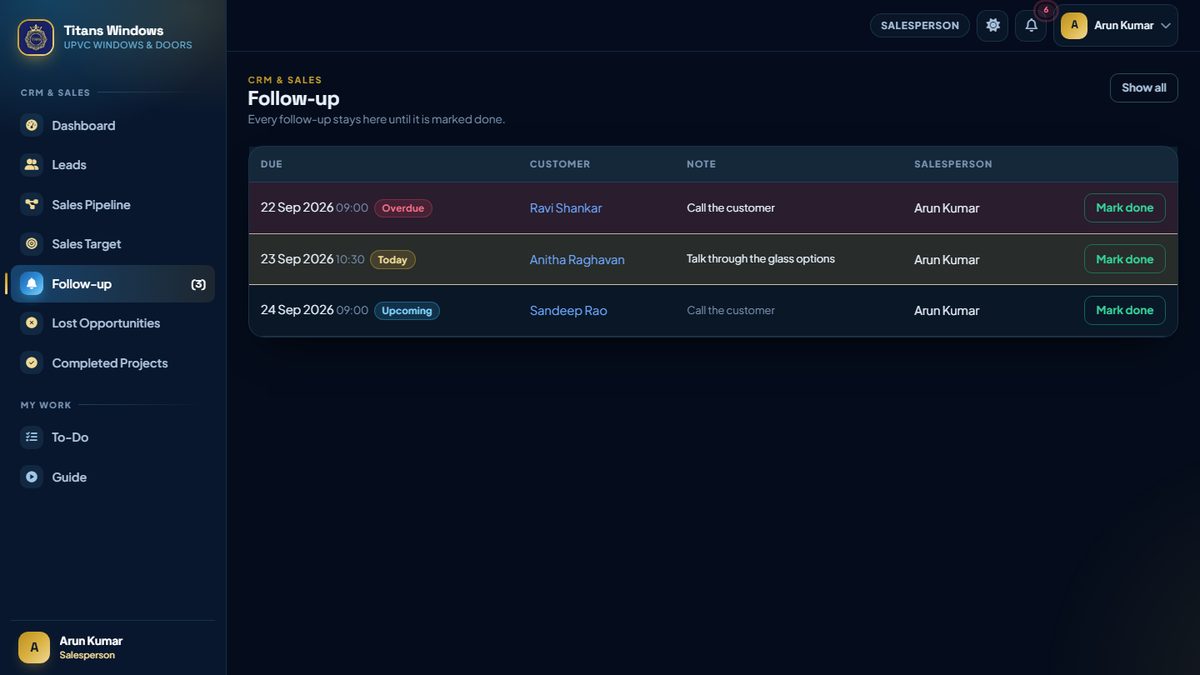 Titans Windows
UPVC WINDOWS & DOORS
CRM & SALES
Dashboard
Leads
Sales Pipeline
Sales Target
Follow-up (3)
Lost Opportunities
Completed Projects
MY WORK
To-Do
Guide
A Arun Kumar
Salesperson
SALESPERSON 6 A Arun Kumar
CRM & SALES
Follow-up
Every follow-up stays here until it is marked done.
Show all
DUE CUSTOMER NOTE SALESPERSON
22 Sep 2026 09:00 Overdue Ravi Shankar Call the customer Arun Kumar Mark done
23 Sep 2026 10:30 Today Anitha Raghavan Talk through the glass options Arun Kumar Mark done
24 Sep 2026 09:00 Upcoming Sandeep Rao Call the customer Arun Kumar Mark done